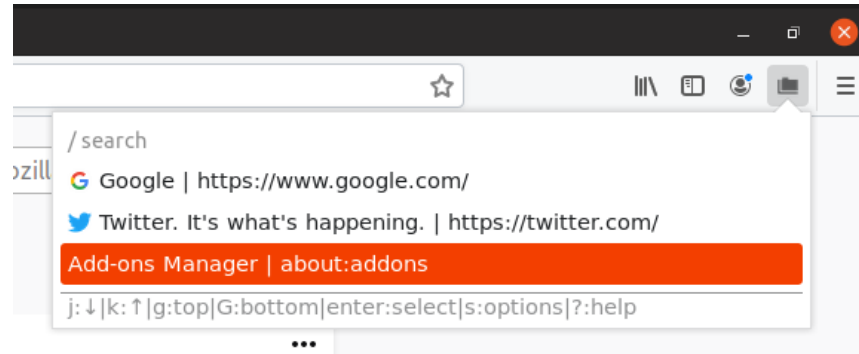 / search
ozill
Google | https://www.google.com/
Twitter. It's what's happening. | https://twitter.com/
Add-ons Manager | about:addons
j:↓|k:↑|g:top|G:bottom|enter:select|s:options|?:help